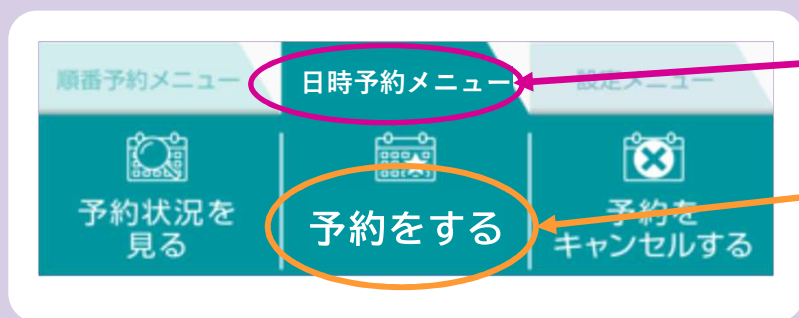 順番予約メニュー
日時予約メニュー
設定メニュー
予約状況を
見る
予約をする
予約を
キャンセルする